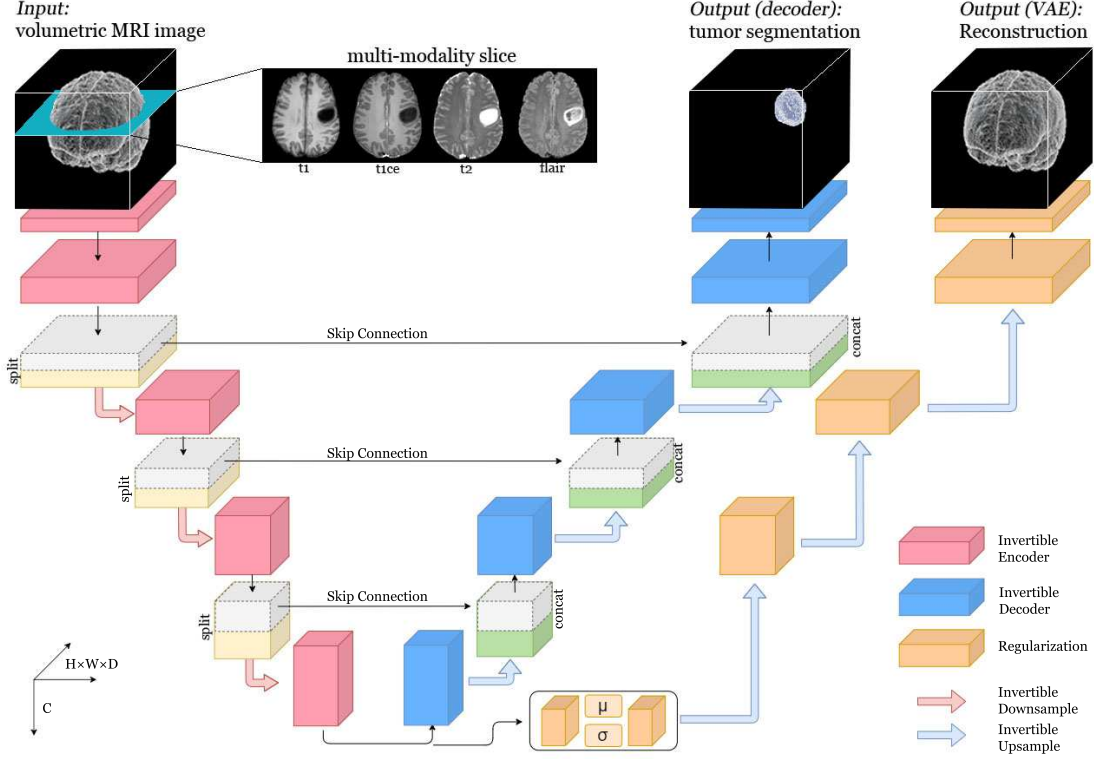 Input:
volumetric MRI image
multi-modality slice
t1
t1ce
t2
flair
Output (decoder):
tumor segmentation
Output (VAE):
Reconstruction
split
Skip Connection
concat
split
Skip Connection
concat
split
Skip Connection
concat
H×W×D
C
μ
σ
Invertible
Encoder
Invertible
Decoder
Regularization
Invertible
Downsample
Invertible
Upsample